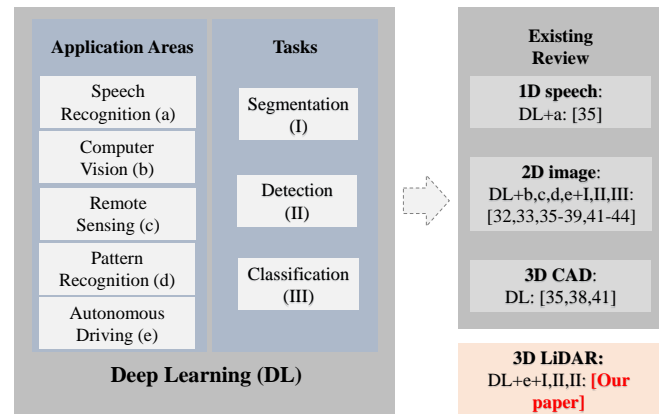 Application Areas
Speech
Recognition (a)
Computer
Vision (b)
Remote
Sensing (c)
Pattern
Recognition (d)
Autonomous
Driving (e)
Tasks
Segmentation
(I)
Detection
(II)
Classification
(III)
Deep Learning (DL)
Existing
Review
1D speech:
DL+a: [35]
2D image:
DL+b,c,d,e+I,II,III:
[32,33,35-39,41-44]
3D CAD:
DL: [35,38,41]
3D LiDAR:
DL+e+I,II,II: [Our
paper]